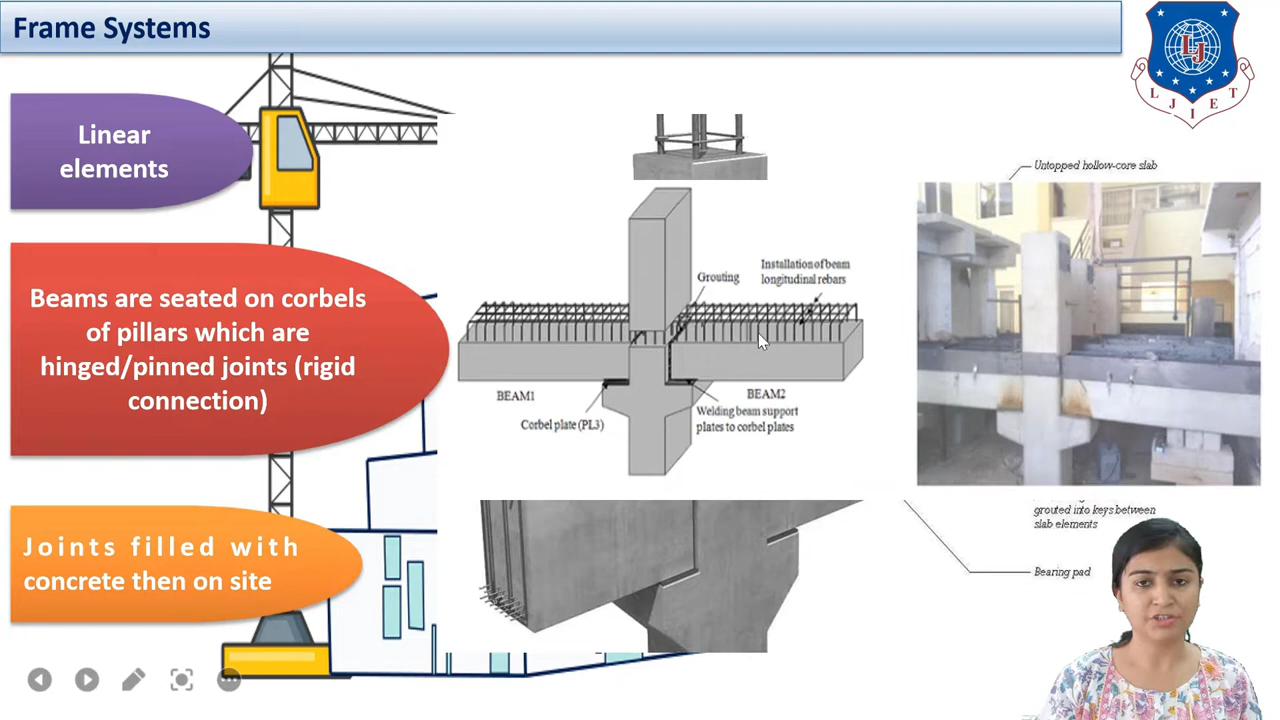 Frame Systems
L J I E T
LJ
Linear
elements
Beams are seated on corbels
of pillars which are
hinged/pinned joints (rigid
connection)
Joints filled with
concrete then on site
Grouting
Installation of beam
longitudinal rebars
BEAM1
BEAM2
Corbel plate (PL3)
Welding beam support
plates to corbel plates
Untopped hollow-core slab
grouted into keys between
slab elements
Bearing pad